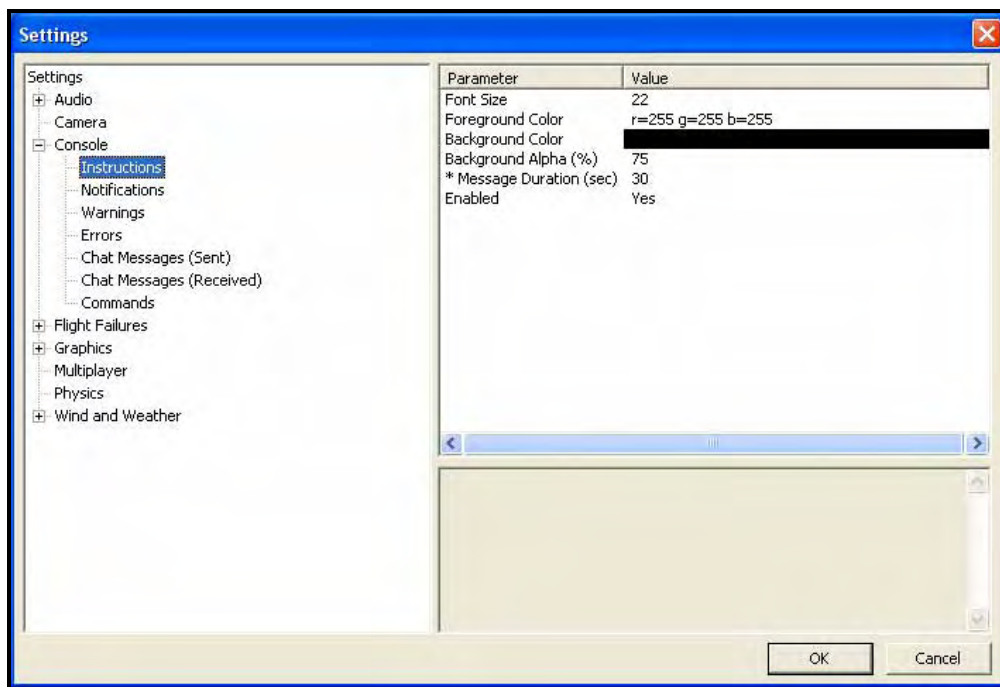 Settings
Settings
Audio
Camera
Console
Instructions
Notifications
Warnings
Errors
Chat Messages (Sent)
Chat Messages (Received)
Commands
Flight Failures
Graphics
Multiplayer
Physics
Wind and Weather
Parameter Value
Font Size 22
Foreground Color r=255 g=255 b=255
Background Color
Background Alpha (%) 75
* Message Duration (sec) 30
Enabled Yes
OK Cancel